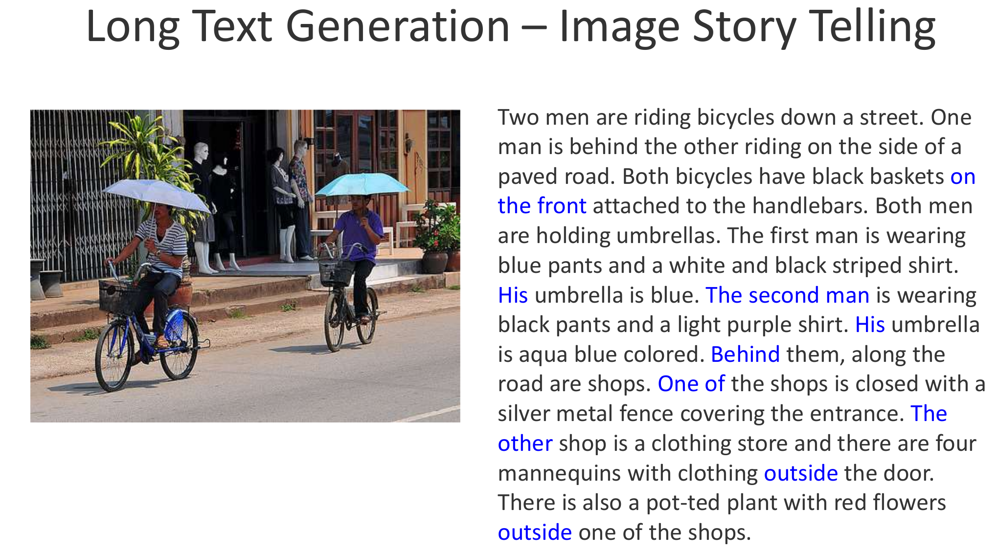 Long Text Generation – Image Story Telling
Two men are riding bicycles down a street. One
man is behind the other riding on the side of a
paved road. Both bicycles have black baskets on
the front attached to the handlebars. Both men
are holding umbrellas. The first man is wearing
blue pants and a white and black striped shirt.
His umbrella is blue. The second man is wearing
black pants and a light purple shirt. His umbrella
is aqua blue colored. Behind them, along the
road are shops. One of the shops is closed with a
silver metal fence covering the entrance. The
other shop is a clothing store and there are four
mannequins with clothing outside the door.
There is also a pot-ted plant with red flowers
outside one of the shops.